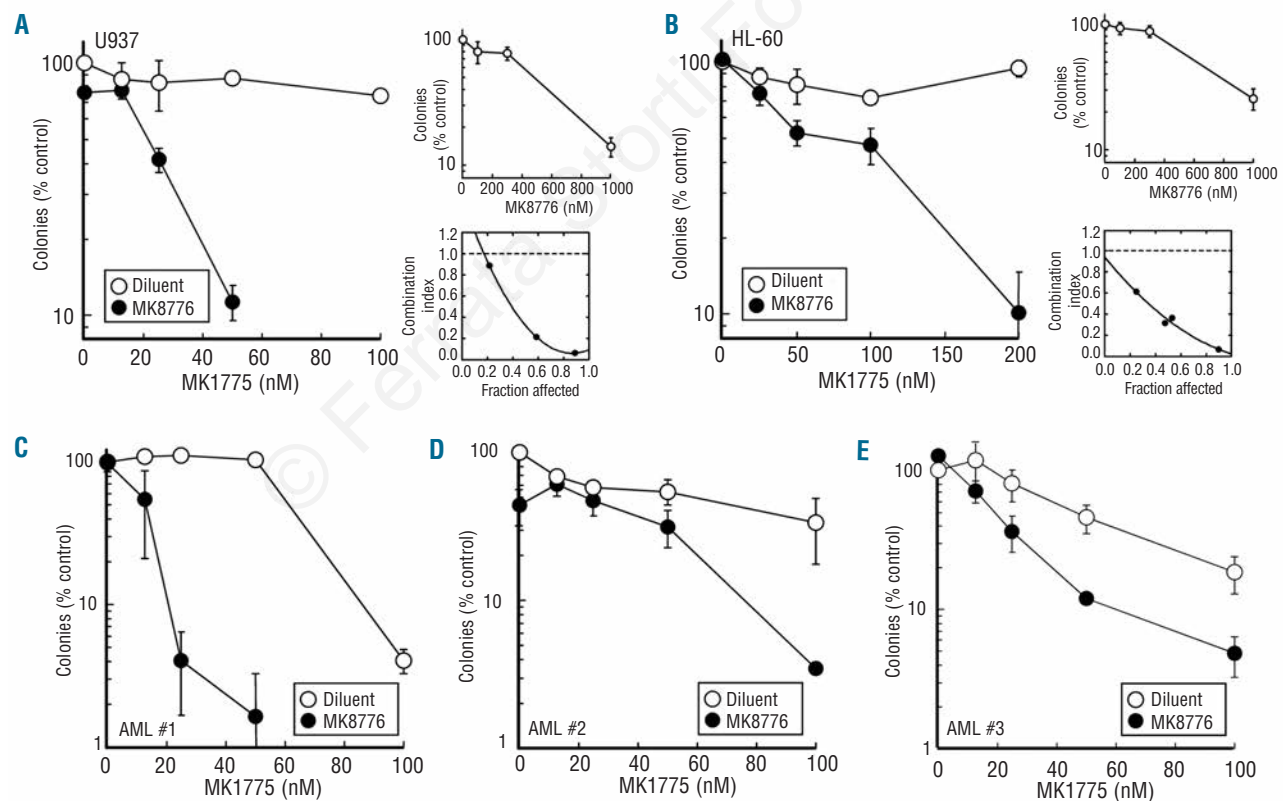 A
U937
100
10
Colonies (% control)
Diluent
MK8776
0 20 40 60 80 100
MK1775 (nM)
100
10
Colonies
(% control)
0 200 400 600 800 1000
MK8776 (nM)
1.2
1.0
0.8
0.6
0.4
0.2
0.0
Combination
index
0.0 0.2 0.4 0.6 0.8 1.0
Fraction affected
B
HL-60
100
10
Colonies (% control)
Diluent
MK8776
0 50 100 150 200
MK1775 (nM)
100
10
Colonies
(% control)
0 200 400 600 800 1000
MK8776 (nM)
1.2
1.0
0.8
0.6
0.4
0.2
0.0
Combination
index
0.0 0.2 0.4 0.6 0.8 1.0
Fraction affected
C
100
10
1
Colonies (% control)
Diluent
MK8776
AML #1
0 20 40 60 80 100
MK1775 (nM)
D
100
10
1
Colonies (% control)
Diluent
MK8776
AML #2
0 20 40 60 80 100
MK1775 (nM)
E
100
10
1
Colonies (% control)
Diluent
MK8776
AML #3
0 20 40 60 80 100
MK1775 (nM)
© Ferrata Storti Fo